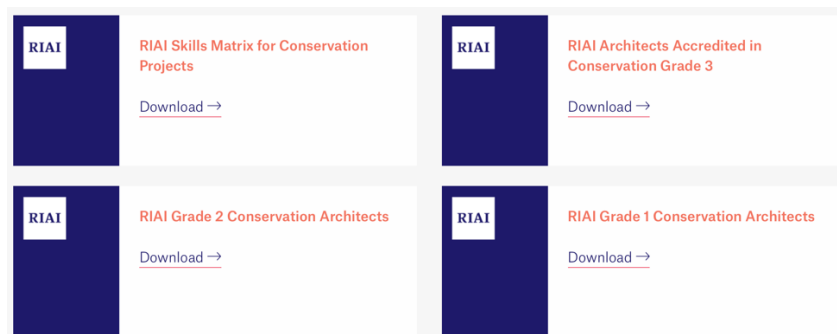 RIAI
RIAI Skills Matrix for Conservation
Projects
Download →
RIAI
RIAI Architects Accredited in
Conservation Grade 3
Download →
RIAI
RIAI Grade 2 Conservation Architects
Download →
RIAI
RIAI Grade 1 Conservation Architects
Download →